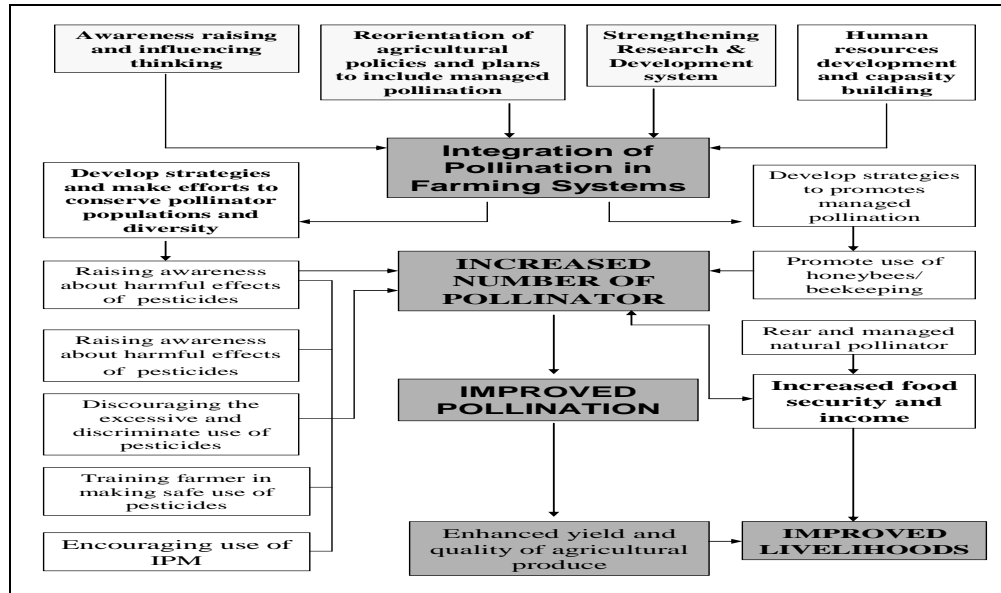 Awareness raising
and influencing
thinking
Reorientation of
agricultural
policies and plans
to include managed
pollination
Strengthening
Research &
Development
system
Human
resources
development
and capasity
building
Integration of
Pollination in
Farming Systems
Develop strategies
and make efforts to
conserve pollinator
populations and
diversity
Develop strategies
to promotes
managed
pollination
Raising awareness
about harmful effects
of pesticides
INCREASED
NUMBER OF
POLLINATOR
Promote use of
honeybees/
beekeeping
Raising awareness
about harmful effects
of pesticides
Rear and managed
natural pollinator
IMPROVED
POLLINATION
Increased food
security and
income
Discouraging the
excessive and
discriminate use of
pesticides
Training farmer in
making safe use of
pesticides
Encouraging use of
IPM
Enhanced yield and
quality of agricultural
produce
IMPROVED
LIVELIHOODS